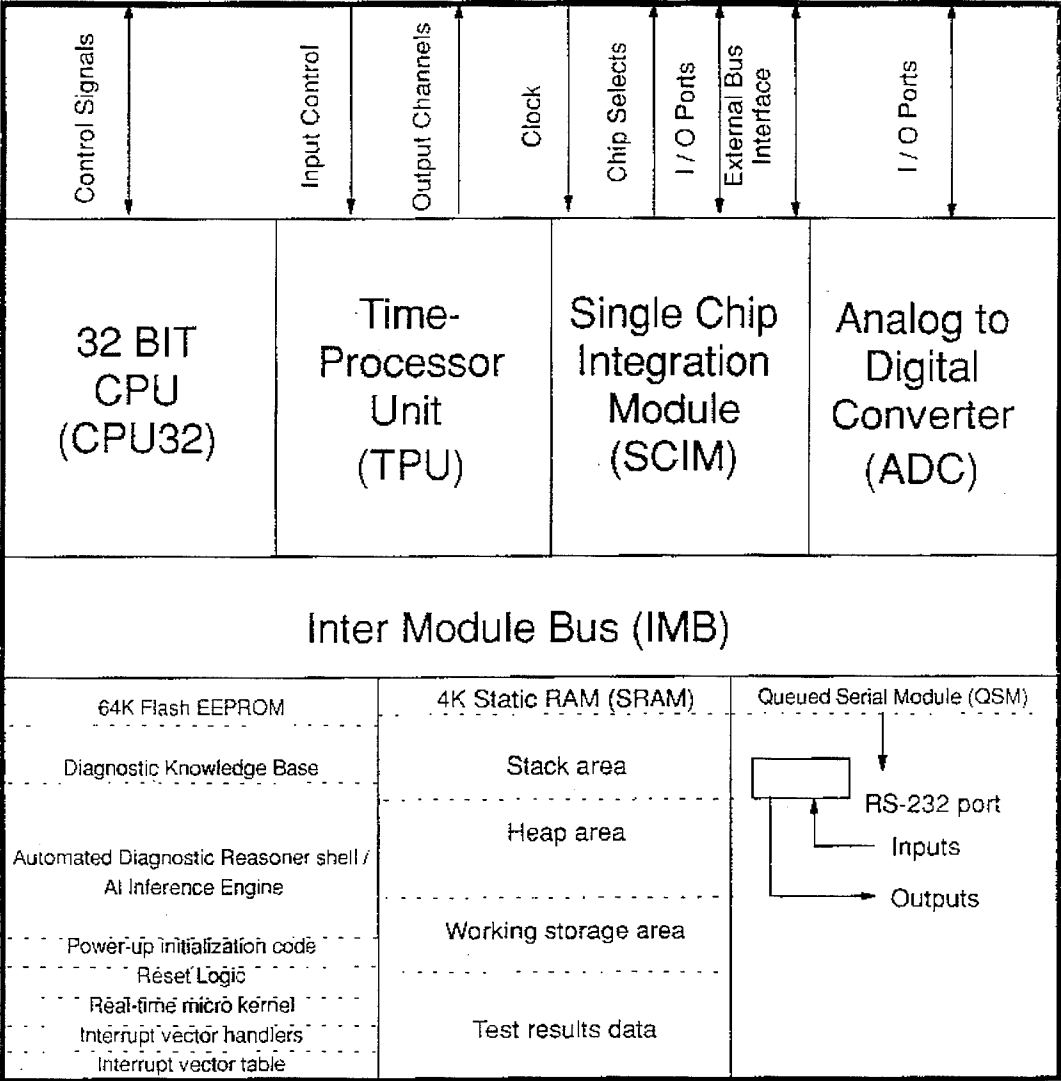 Control Signals
Input Control
Output Channels
Clock
Chip Selects
I / O Ports
External Bus
Interface
I / O Ports
32 BIT
CPU
(CPU32)
Time-
Processor
Unit
(TPU)
Single Chip
Integration
Module
(SCIM)
Analog to
Digital
Converter
(ADC)
Inter Module Bus (IMB)
64K Flash EEPROM
Diagnostic Knowledge Base
Automated Diagnostic Reasoner shell /
AI Inference Engine
Power-up initialization code
Reset Logic
Real-time micro kernel
Interrupt vector handlers
Interrupt vector table
4K Static RAM (SRAM)
Stack area
Heap area
Working storage area
Test results data
Queued Serial Module (QSM)
RS-232 port
Inputs
Outputs